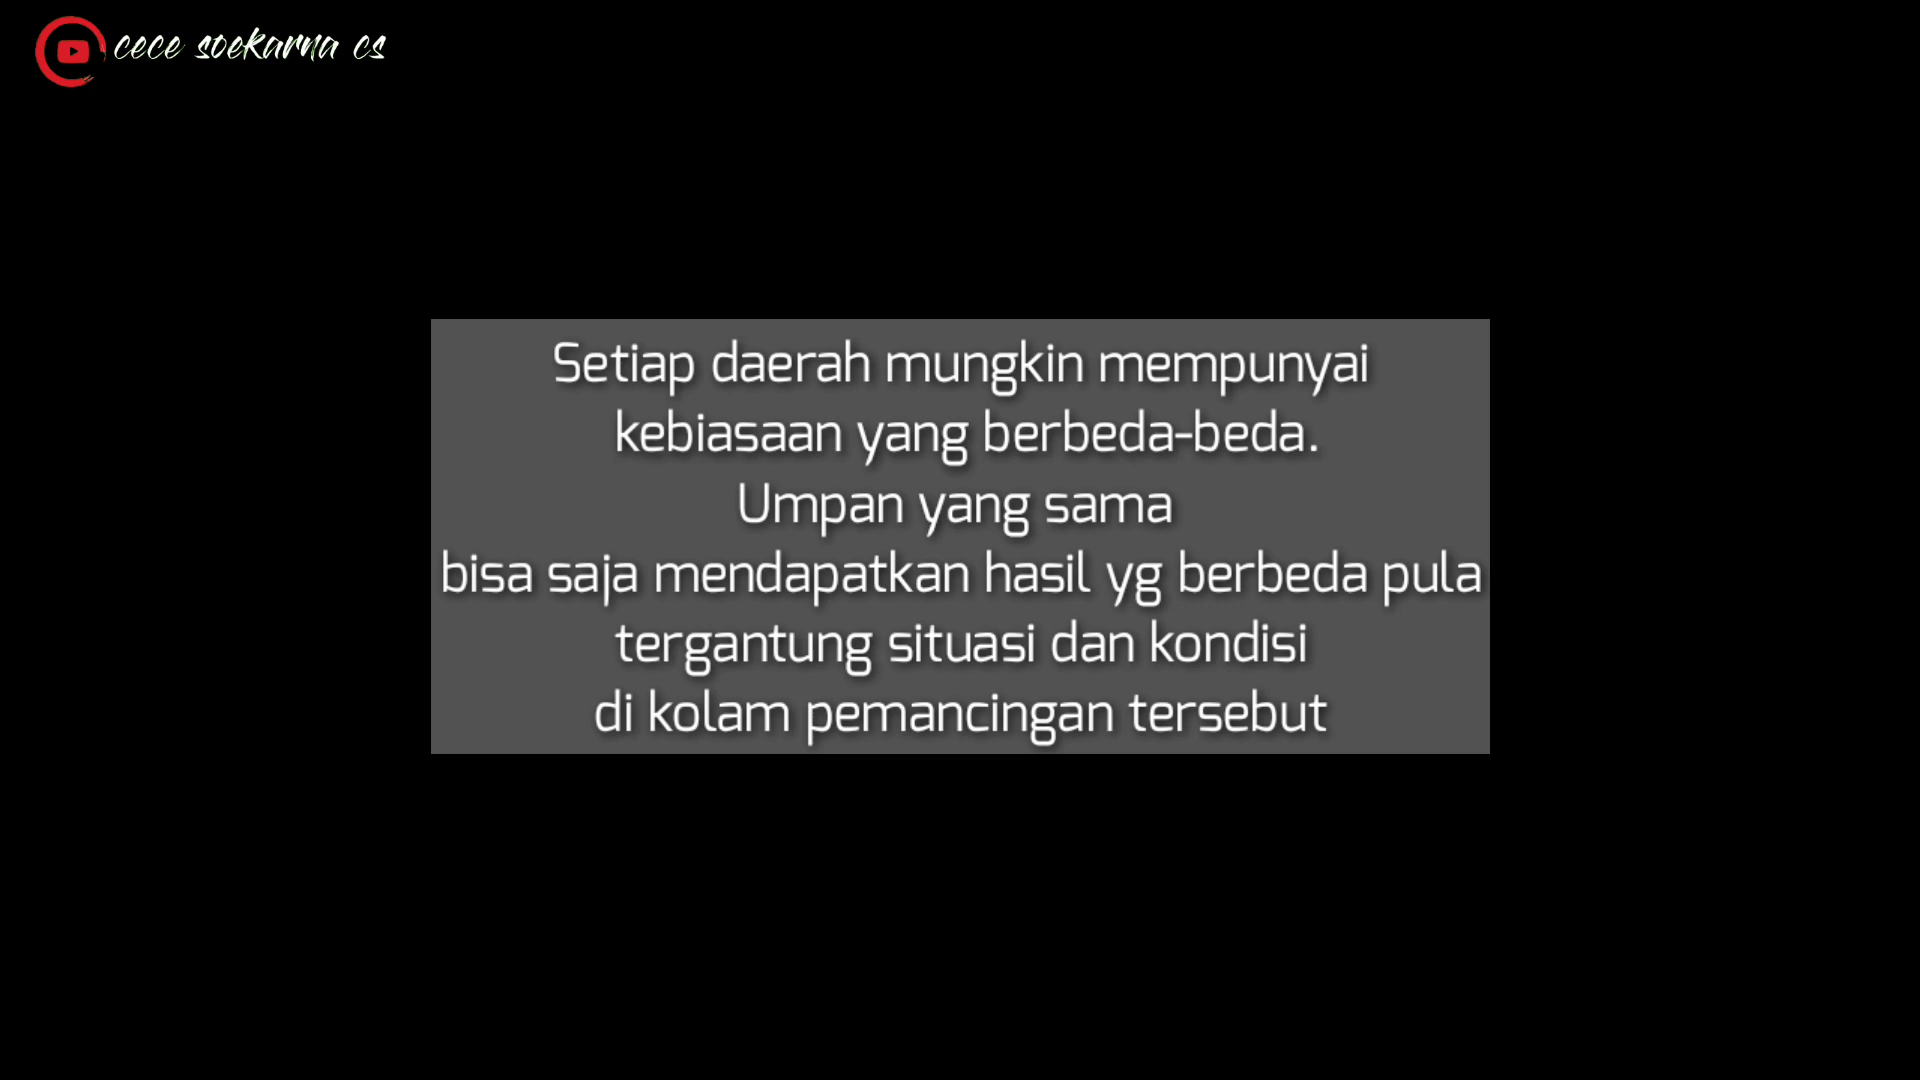 cece soekarna cs
Setiap daerah mungkin mempunyai
kebiasaan yang berbeda-beda.
Umpan yang sama
bisa saja mendapatkan hasil yg berbeda pula
tergantung situasi dan kondisi
di kolam pemancingan tersebut